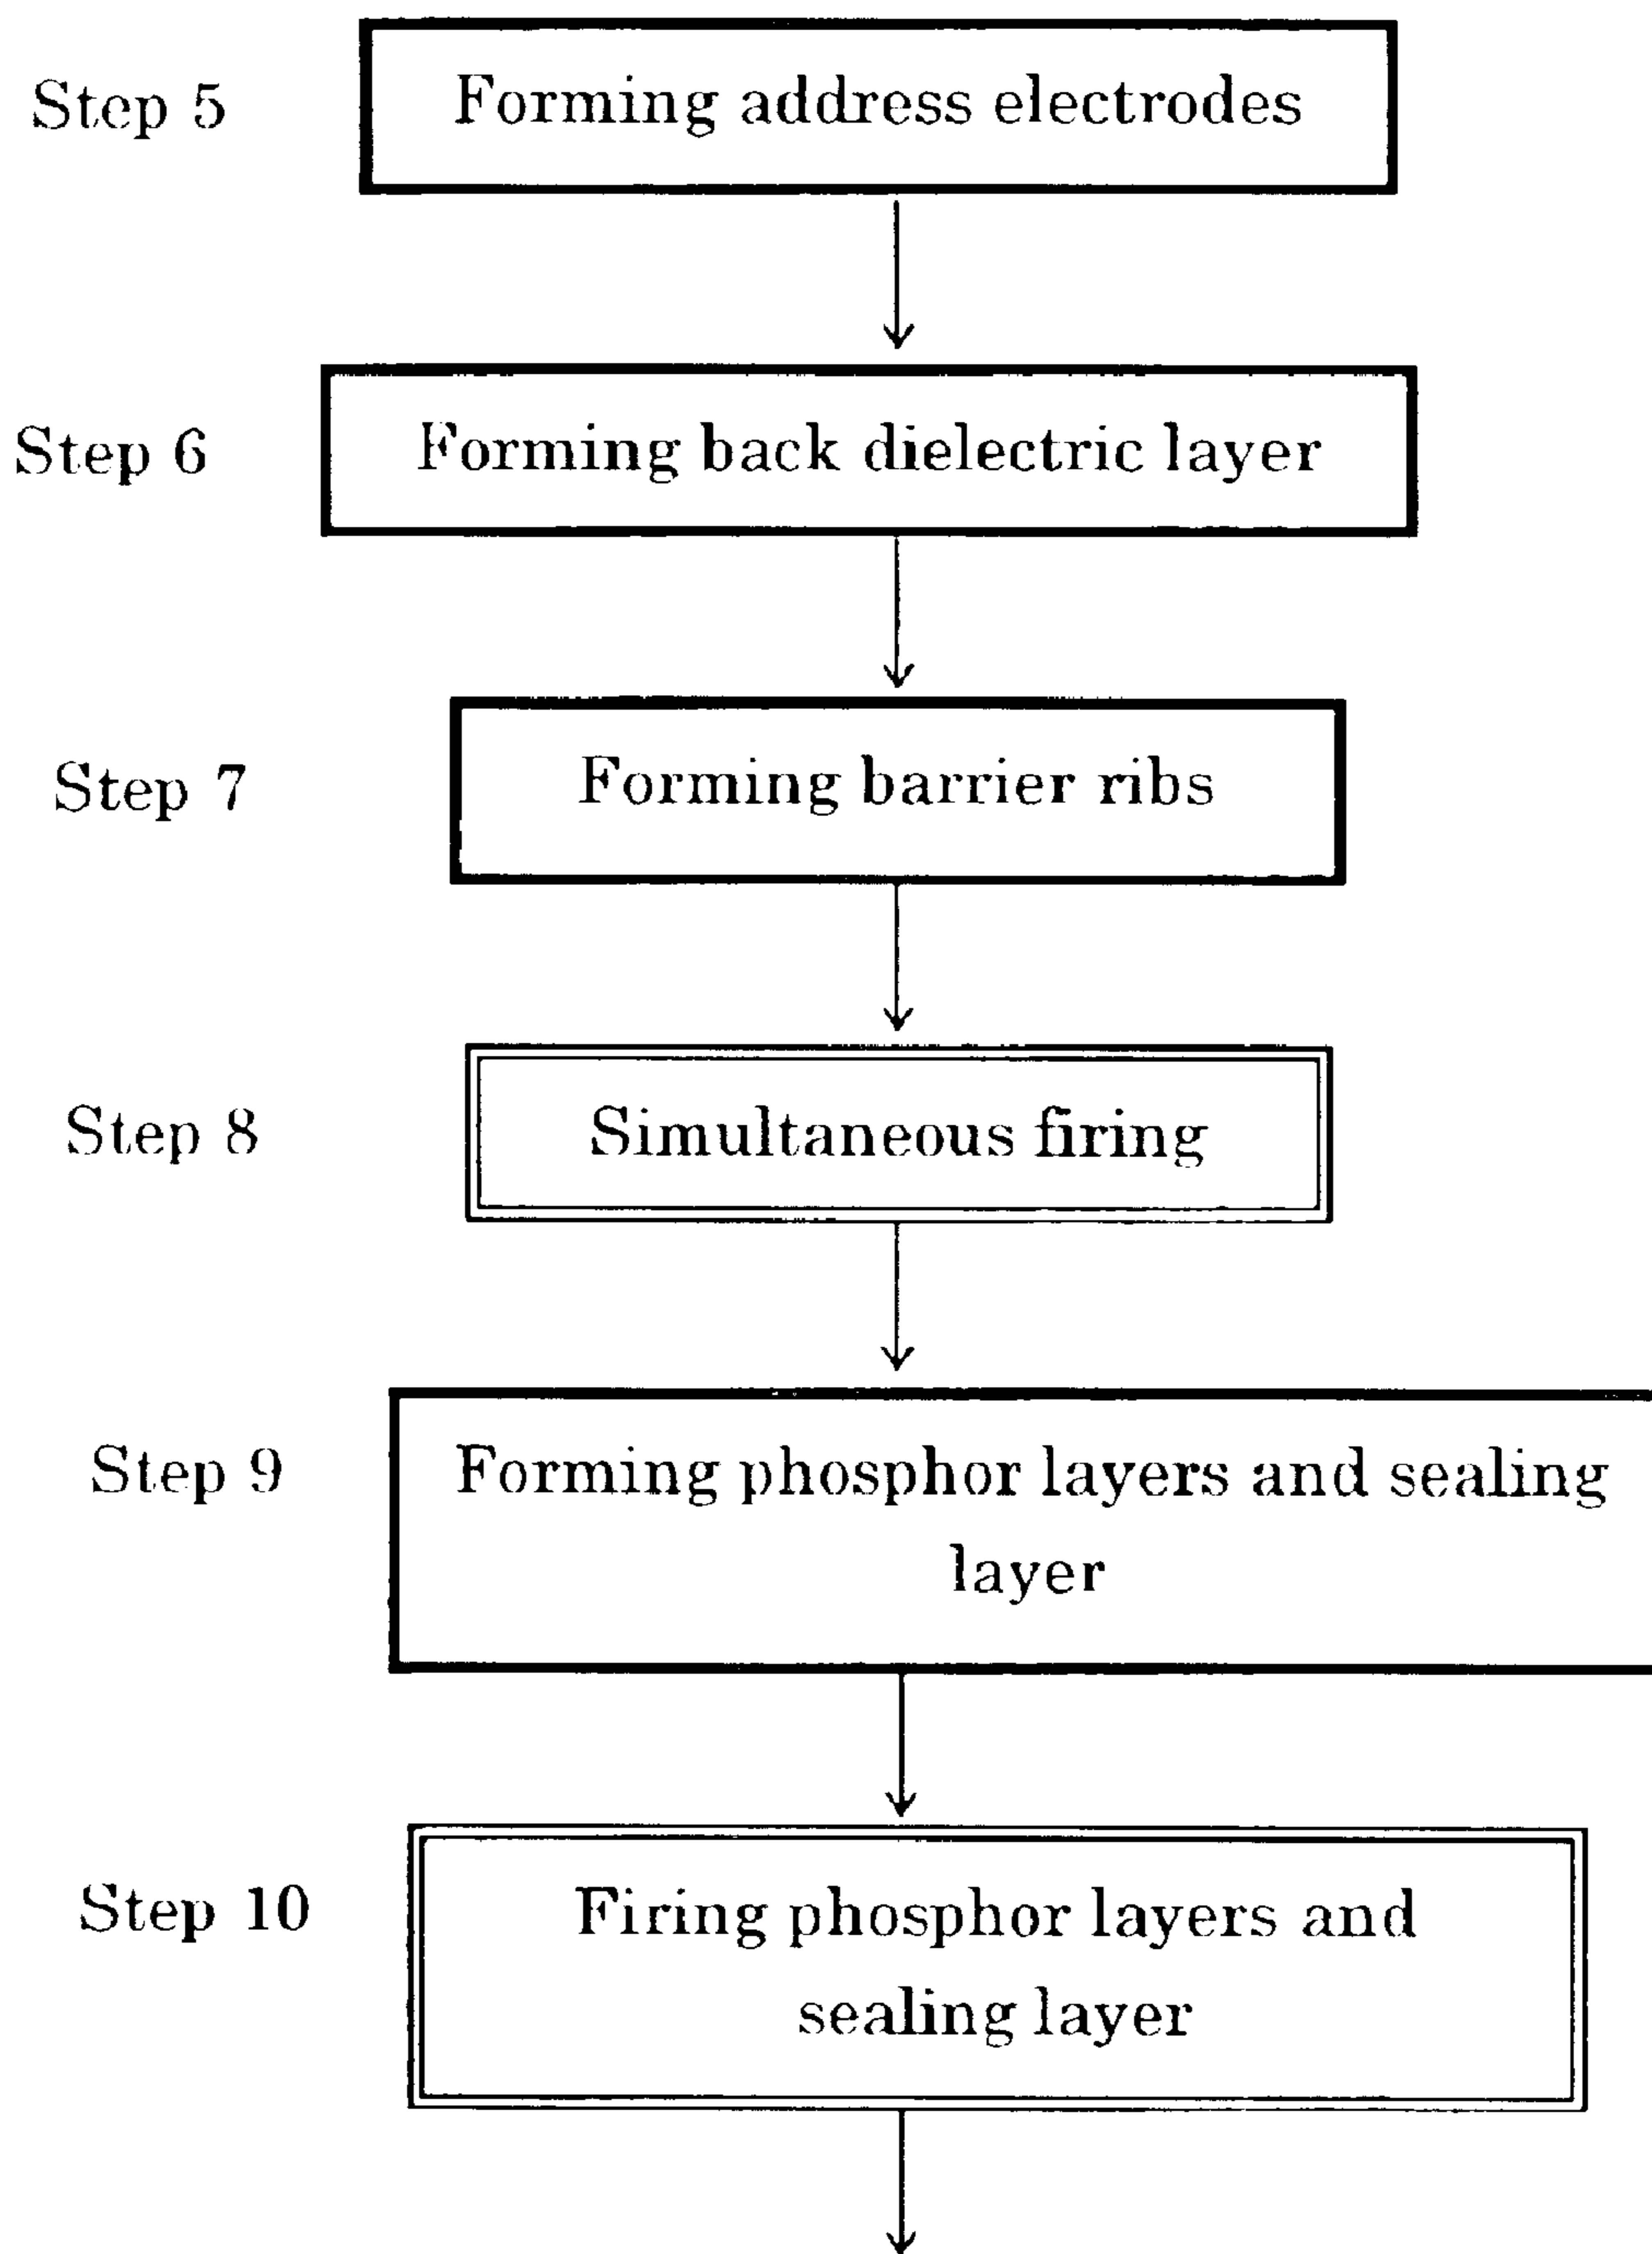 Step 5
Forming address electrodes
Step 6
Forming back dielectric layer
Step 7
Forming barrier ribs
Step 8
Simultaneous firing
Step 9
Forming phosphor layers and sealing
layer
Step 10
Firing phosphor layers and
sealing layer